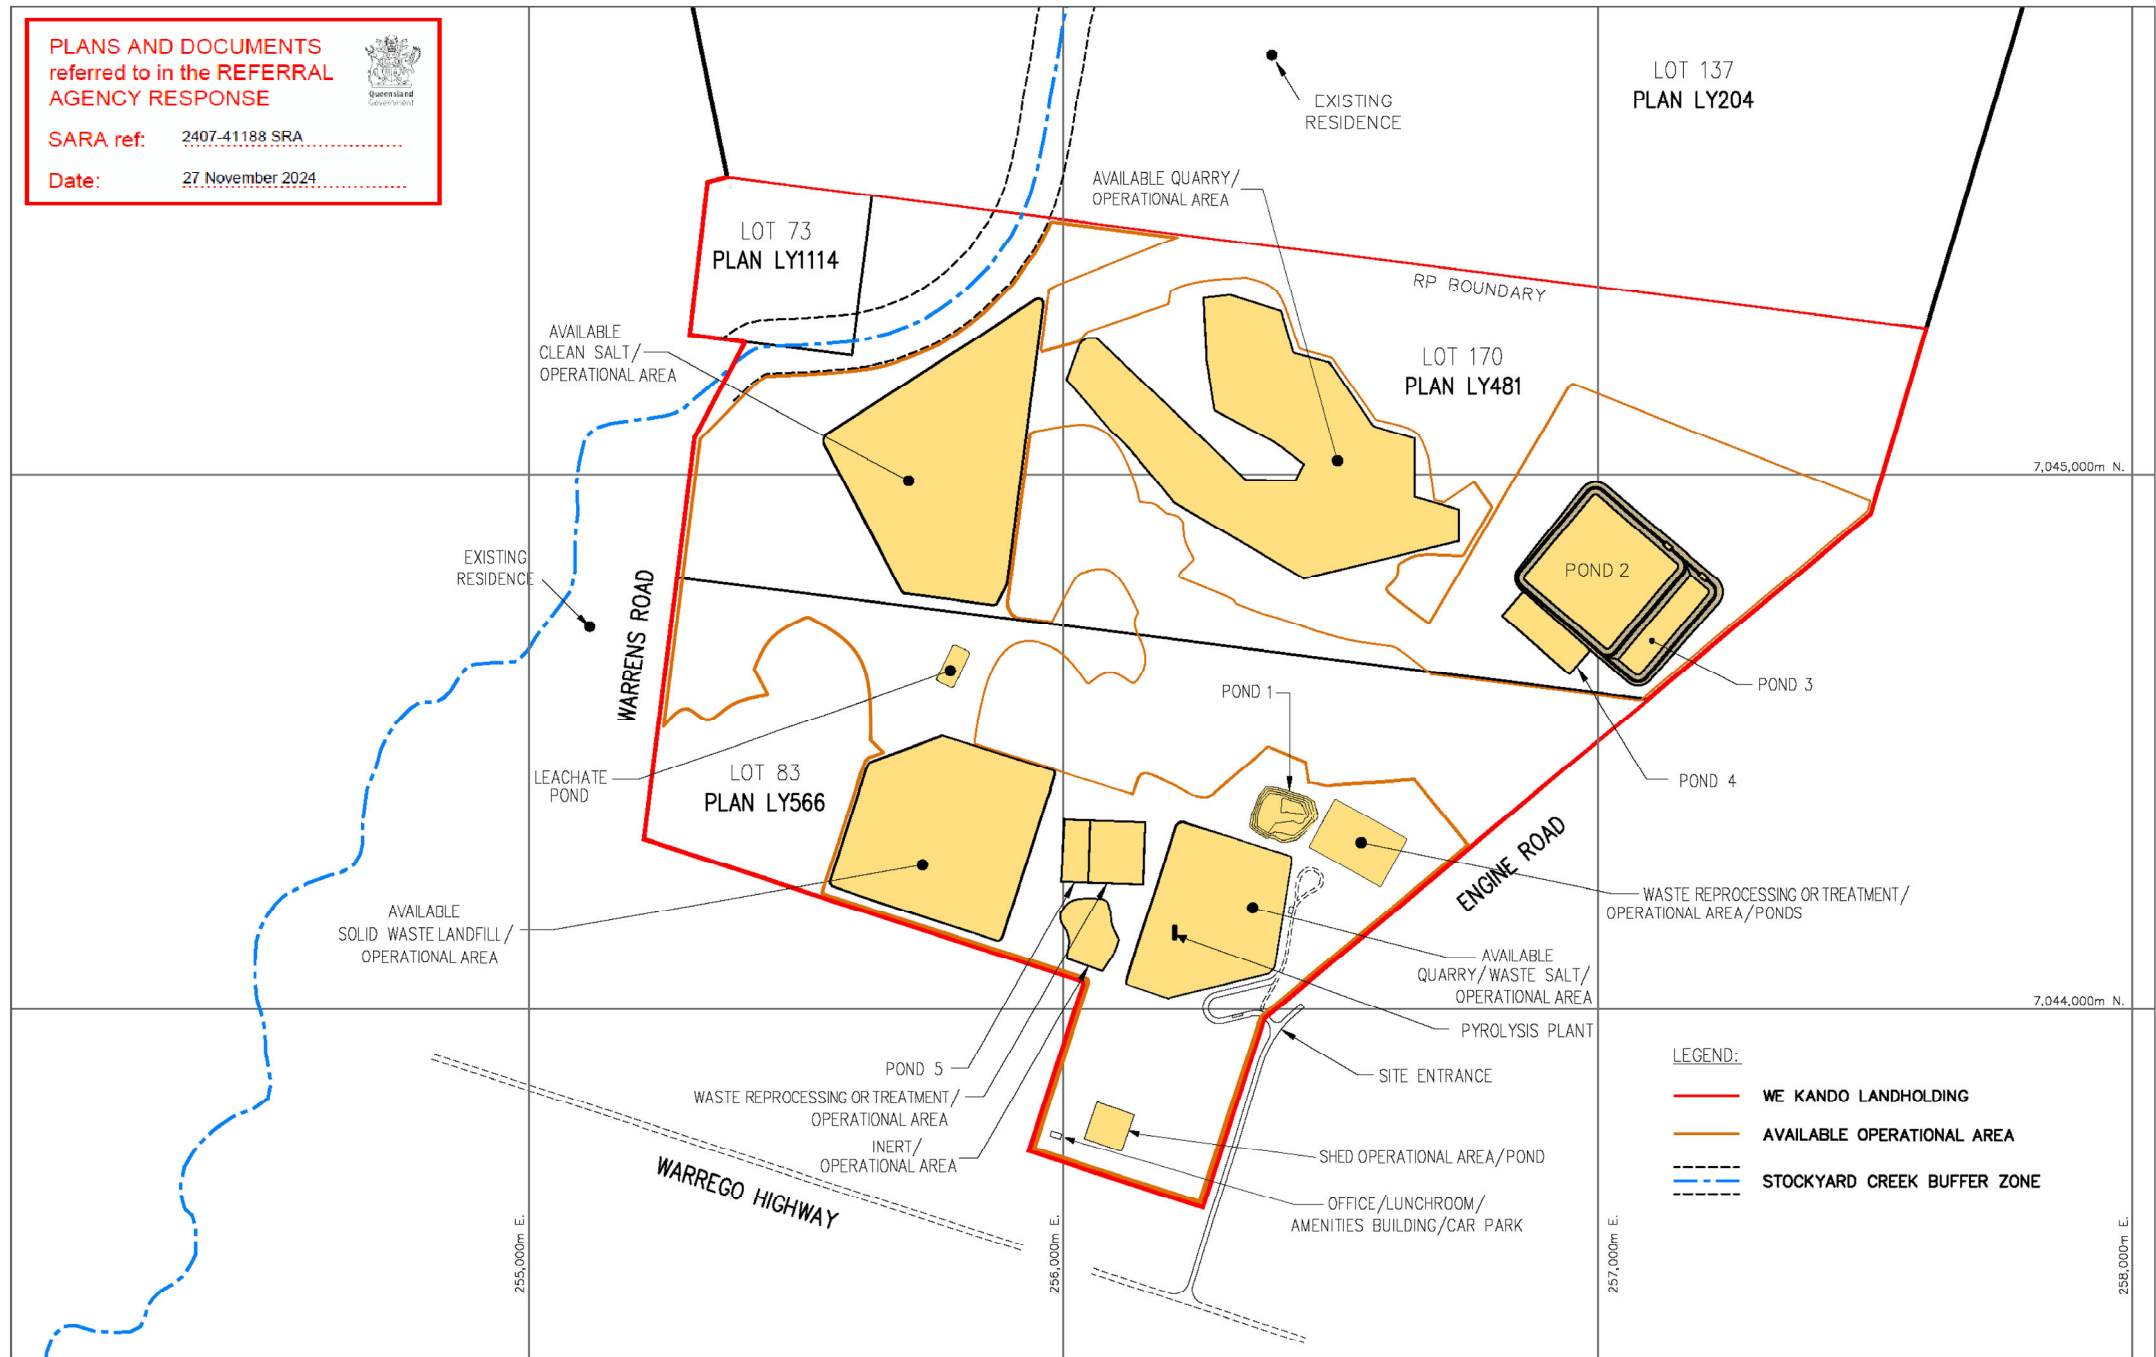 PLANS AND DOCUMENTS
referred to in the REFERRAL
AGENCY RESPONSE
Queensland
Government
SARA ref: 2407-41188 SRA
Date: 27 November 2024
EXISTING
RESIDENCE
LOT 137
PLAN LY204
AVAILABLE QUARRY/
OPERATIONAL AREA
LOT 73
PLAN LY1114
RP BOUNDARY
AVAILABLE
CLEAN SALT/
OPERATIONAL AREA
LOT 170
PLAN LY481
7,045,000m N.
EXISTING
RESIDENCE
WARRENS ROAD
POND 2
POND 3
POND 1
POND 4
LEACHATE
POND
LOT 83
PLAN LY566
ENGINE ROAD
WASTE REPROCESSING OR TREATMENT/
OPERATIONAL AREA/PONDS
AVAILABLE
SOLID WASTE LANDFILL/
OPERATIONAL AREA
AVAILABLE
QUARRY/WASTE SALT/
OPERATIONAL AREA
7,044,000m N.
PYROLYSIS PLANT
POND 5
SITE ENTRANCE
WASTE REPROCESSING OR TREATMENT/
OPERATIONAL AREA
INERT/
OPERATIONAL AREA
SHED OPERATIONAL AREA/POND
WARREGO HIGHWAY
OFFICE/LUNCHROOM/
AMENITIES BUILDING/CAR PARK
LEGEND:
WE KANDO LANDHOLDING
AVAILABLE OPERATIONAL AREA
STOCKYARD CREEK BUFFER ZONE
255,000m E.
256,000m E.
257,000m E.
258,000m E.